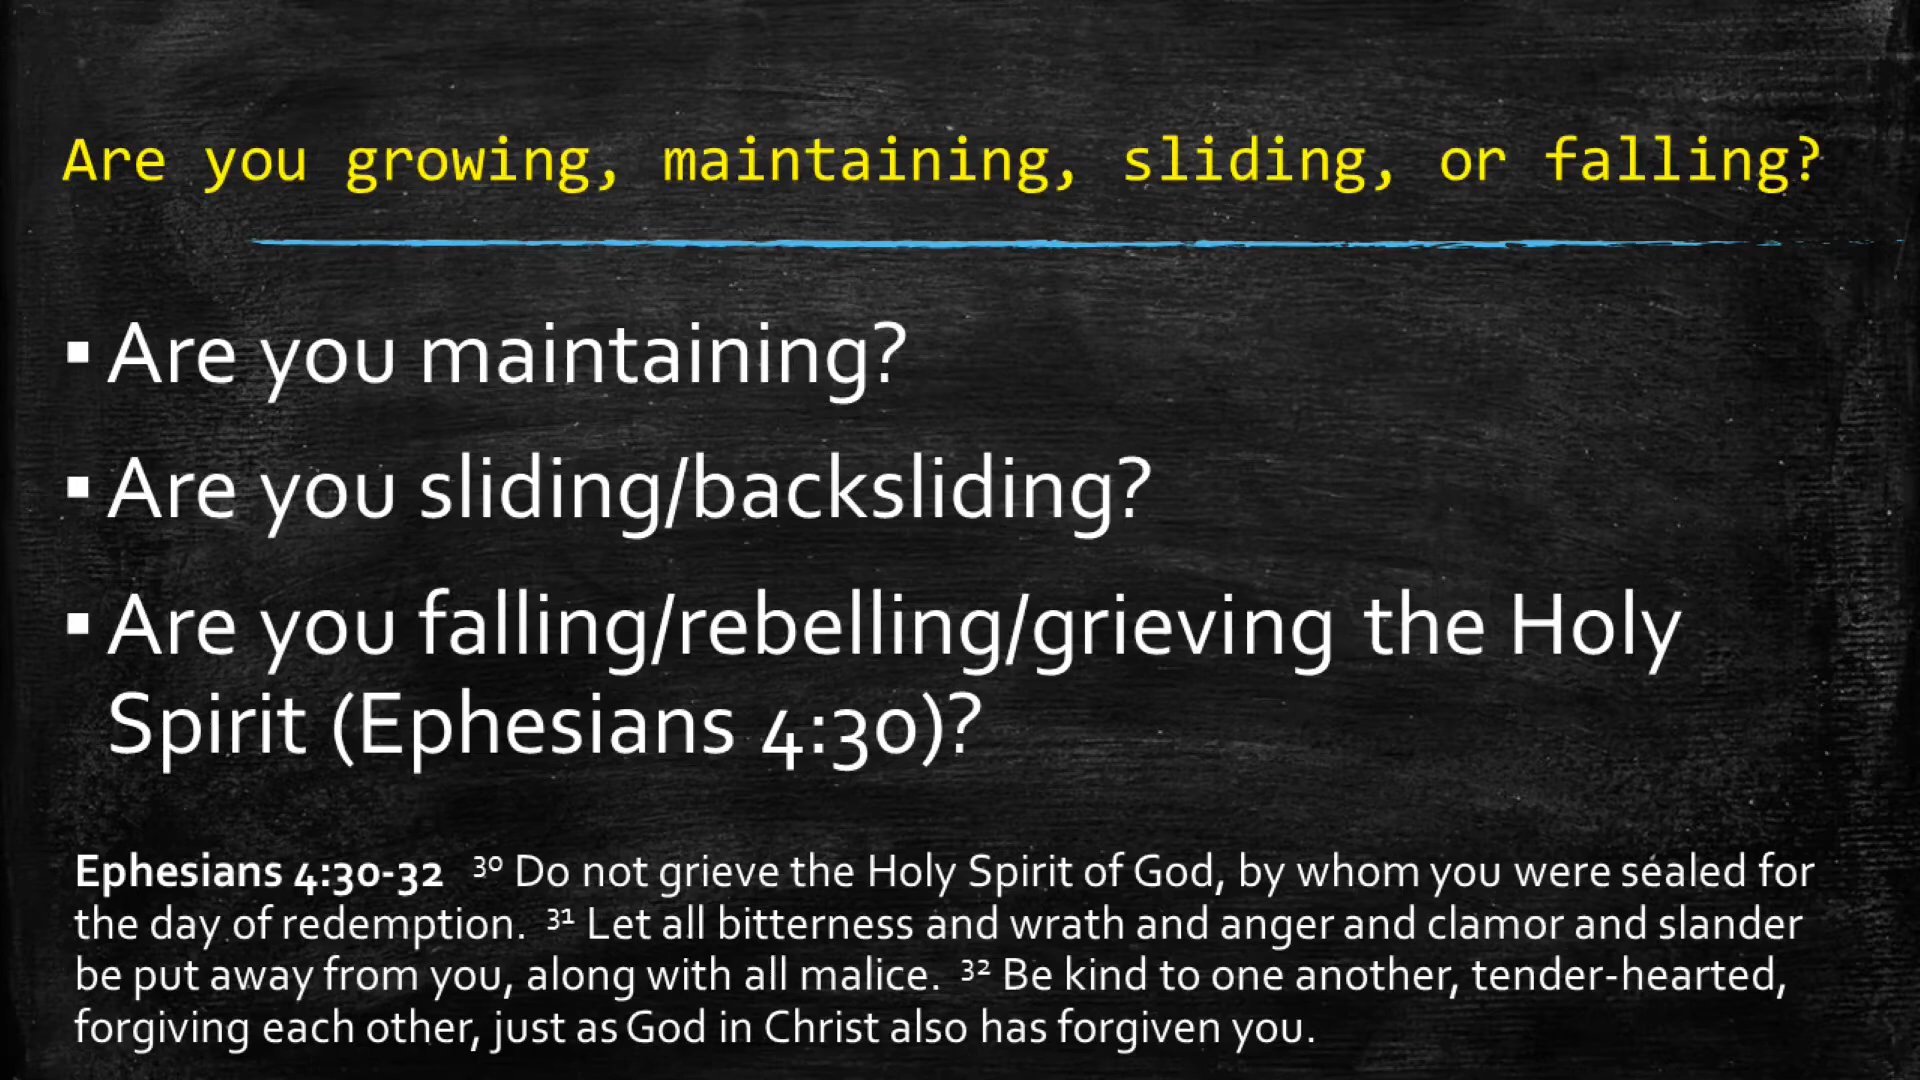 Are you growing, maintaining, sliding, or falling?
▪ Are you maintaining?
▪ Are you sliding/backsliding?
▪ Are you falling/rebelling/grieving the Holy
Spirit (Ephesians 4:30)?
Ephesians 4:30-32 ³⁰ Do not grieve the Holy Spirit of God, by whom you were sealed for
the day of redemption. ³¹ Let all bitterness and wrath and anger and clamor and slander
be put away from you, along with all malice. ³² Be kind to one another, tender-hearted,
forgiving each other, just as God in Christ also has forgiven you.